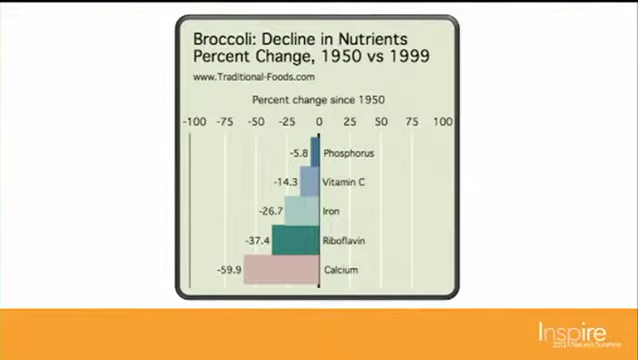 Broccoli: Decline in Nutrients
Percent Change, 1950 vs 1999
www.Traditional-Foods.com
Percent change since 1950
-100 -75 -50 -25 0 25 50 75 100
-5.8 Phosphorus
-14.3 Vitamin C
-26.7 Iron
-37.4 Riboflavin
-59.9 Calcium
Inspire